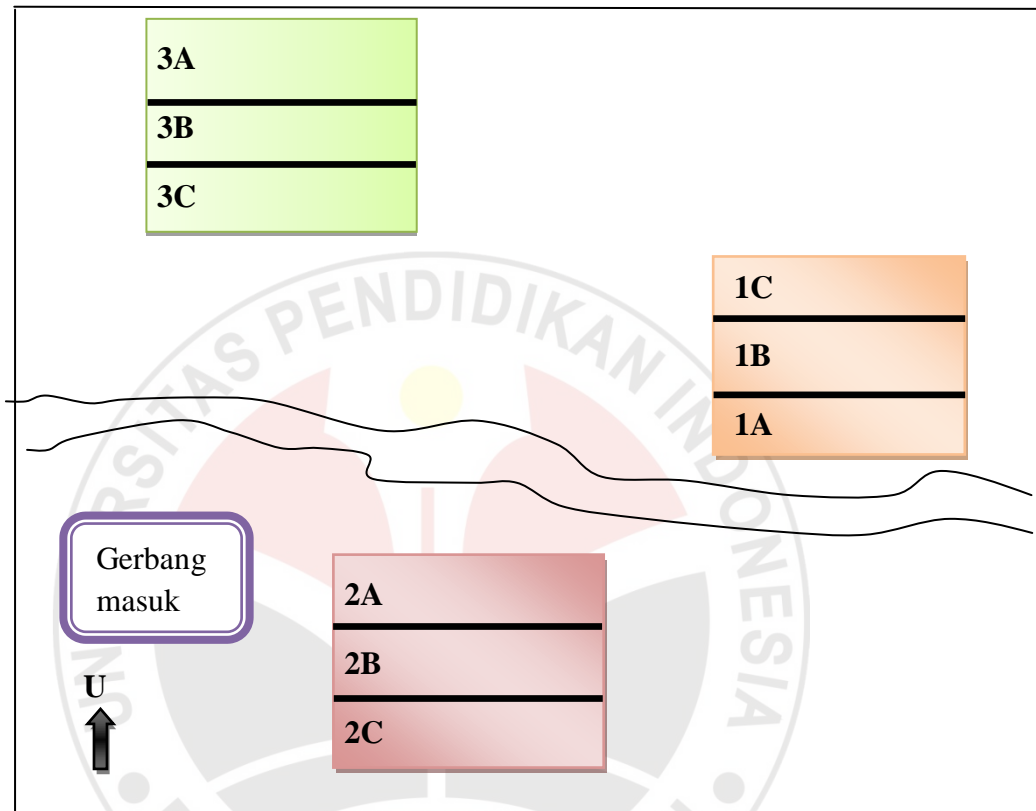 3A
3B
3C
1C
1B
1A
Gerbang
masuk
2A
2B
2C
U
UNIVERSITAS PENDIDIKAN INDONESIA